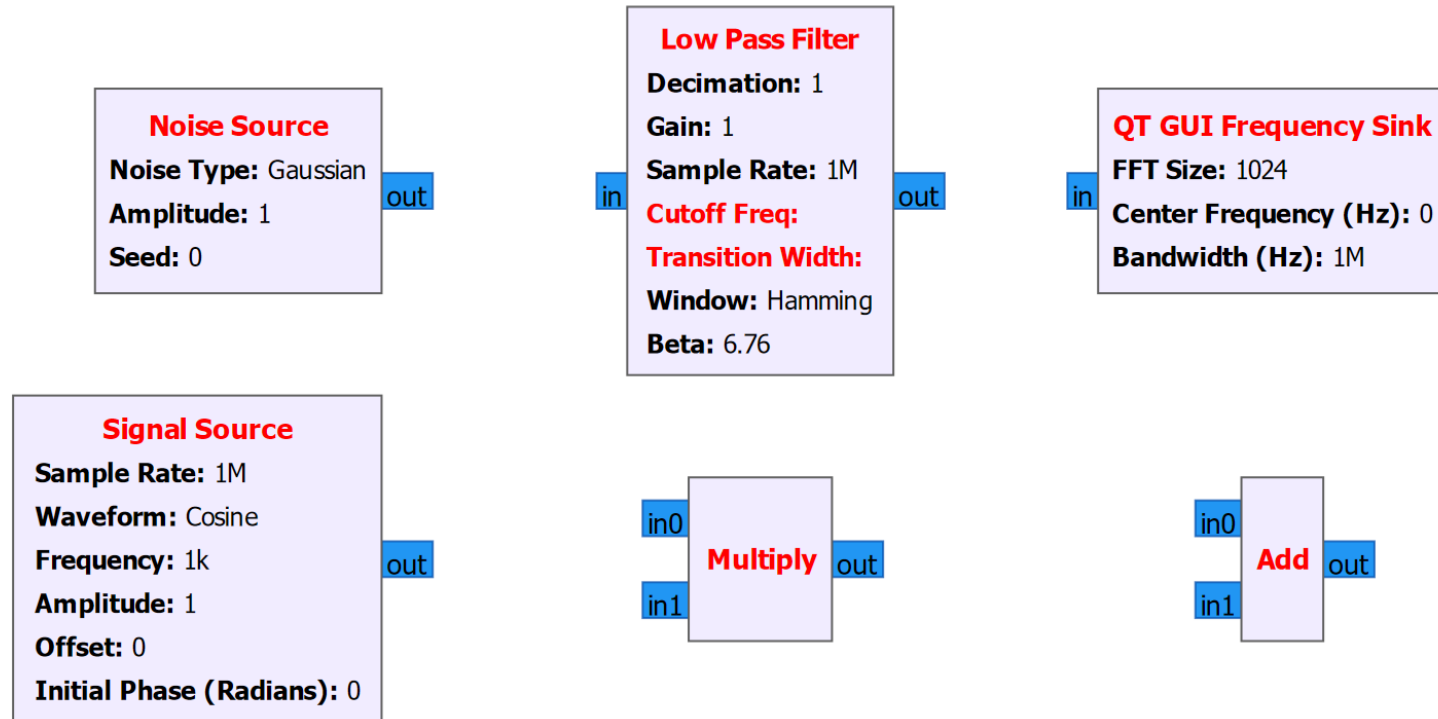 Noise Source
Noise Type: Gaussian
Amplitude: 1
Seed: 0
out
Low Pass Filter
Decimation: 1
Gain: 1
Sample Rate: 1M
Cutoff Freq:
Transition Width:
Window: Hamming
Beta: 6.76
in
out
QT GUI Frequency Sink
FFT Size: 1024
Center Frequency (Hz): 0
Bandwidth (Hz): 1M
in
Signal Source
Sample Rate: 1M
Waveform: Cosine
Frequency: 1k
Amplitude: 1
Offset: 0
Initial Phase (Radians): 0
out
in0
in1
Multiply
out
in0
in1
Add
out